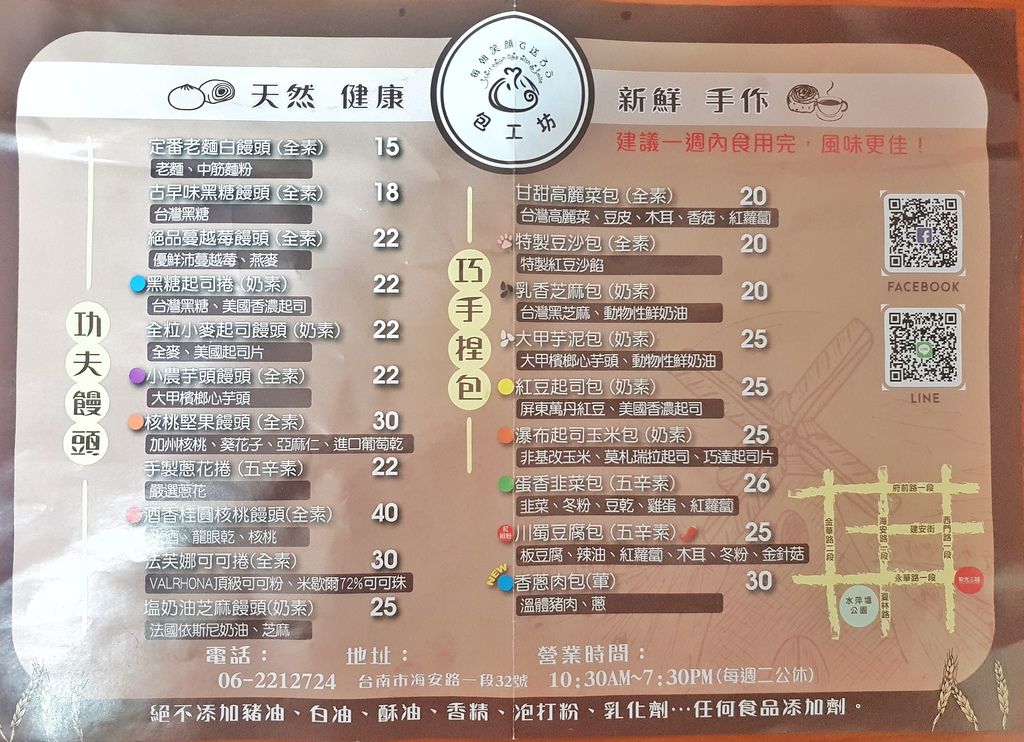 每朝笑顔で送ろう
包工坊
天然 健康
新鮮 手作
建議一週內食用完，風味更佳！
功夫饅頭
定番老麵白饅頭 (全素) 15
老麵、中筋麵粉
古早味黑糖饅頭 (全素) 18
台灣黑糖
絕品蔓越莓饅頭 (全素) 22
優鮮沛蔓越莓、燕麥
黑糖起司捲 (奶素) 22
台灣黑糖、美國香濃起司
全粒小麥起司饅頭 (奶素) 22
全麥、美國起司片
小農芋頭饅頭 (全素) 22
大甲檳榔心芋頭
核桃堅果饅頭 (全素) 30
加州核桃、葵花子、亞麻仁、進口葡萄乾
手製蔥花捲 (五辛素) 22
嚴選蔥花
酒香桂圓核桃饅頭(全素) 40
酒、龍眼乾、核桃
法芙娜可可捲(全素) 30
VALRHONA頂級可可粉、米歇爾72%可可珠
塩奶油芝麻饅頭(奶素) 25
法國依斯尼奶油、芝麻
巧手捏包
甘甜高麗菜包 (全素) 20
台灣高麗菜、豆皮、木耳、香菇、紅蘿蔔
特製豆沙包 (全素) 20
特製紅豆沙餡
乳香芝麻包 (奶素) 20
台灣黑芝麻、動物性鮮奶油
大甲芋泥包 (奶素) 25
大甲檳榔心芋頭、動物性鮮奶油
紅豆起司包 (奶素) 25
屏東萬丹紅豆、美國香濃起司
瀑布起司玉米包 (奶素) 25
非基改玉米、莫札瑞拉起司、巧達起司片
蛋香韭菜包 (五辛素) 26
韭菜、冬粉、豆乾、雞蛋、紅蘿蔔
紅椒粉
川蜀豆腐包 (五辛素) 25
板豆腐、辣油、紅蘿蔔、木耳、冬粉、金針菇
NEW
香蔥肉包(葷) 30
溫體豬肉、蔥
FACEBOOK
LINE
府前路一段
金華路二段
海安路一段
建安街
西門路一段
永華路一段
夏林路
水萍塭公園
新光三越
電話：
06-2212724
地址：
台南市海安路一段32號
營業時間：
10:30AM~7:30PM(每週二公休)
絕不添加豬油、白油、酥油、香精、泡打粉、乳化劑…任何食品添加劑。